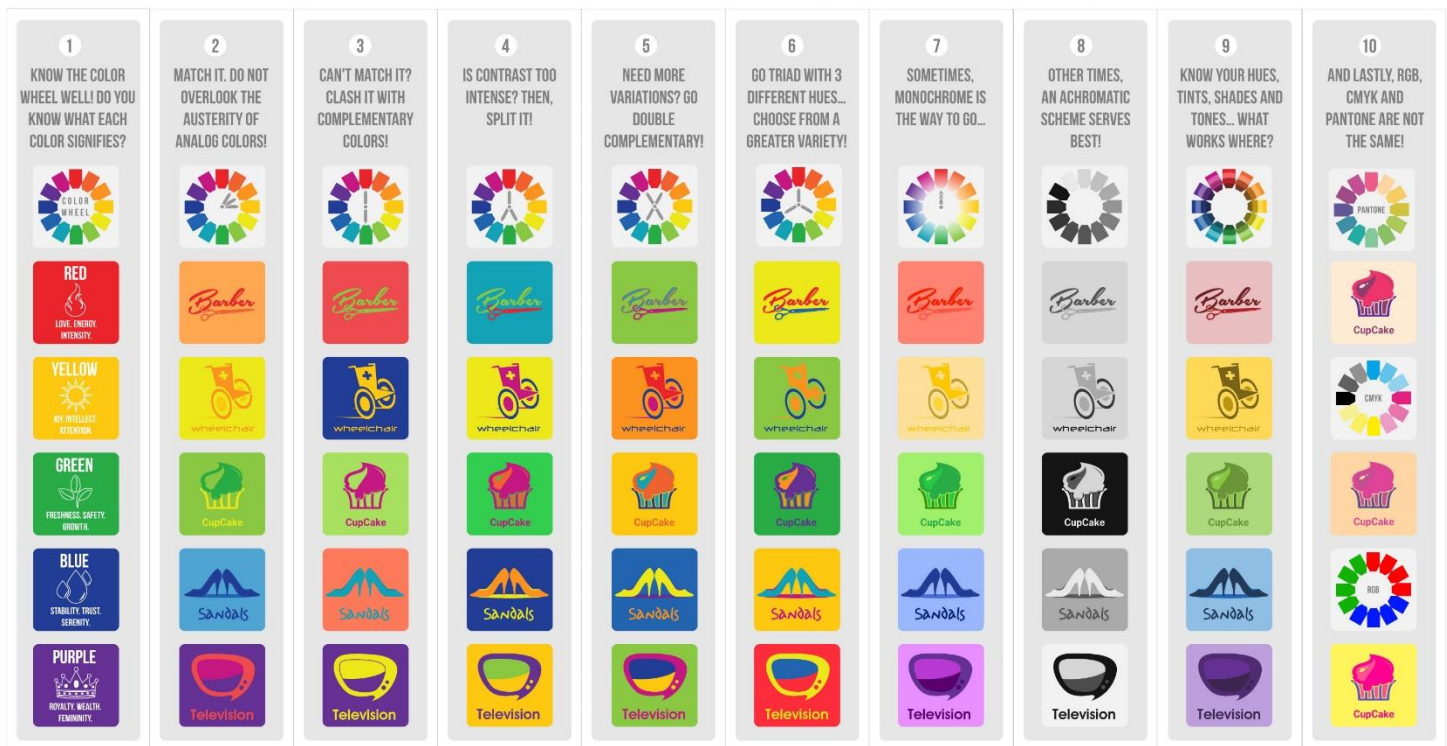 1
KNOW THE COLOR
WHEEL WELL! DO YOU
KNOW WHAT EACH
COLOR SIGNIFIES?
COLOR
WHEEL
RED
LOVE. ENERGY.
INTENSITY.
YELLOW
JOY. INTELLECT.
ATTENTION.
GREEN
FRESHNESS. SAFETY.
GROWTH.
BLUE
STABILITY. TRUST.
SERENITY.
PURPLE
ROYALTY. WEALTH.
FEMININITY.
2
MATCH IT. DO NOT
OVERLOOK THE
AUSTERITY OF
ANALOG COLORS!
Barber
wheelchair
CupCake
Sandals
Television
3
CAN'T MATCH IT?
CLASH IT WITH
COMPLEMENTARY
COLORS!
Barber
wheelchair
CupCake
Sandals
Television
4
IS CONTRAST TOO
INTENSE? THEN,
SPLIT IT!
Barber
wheelchair
CupCake
Sandals
Television
5
NEED MORE
VARIATIONS? GO
DOUBLE
COMPLEMENTARY!
Barber
wheelchair
CupCake
Sandals
Television
6
GO TRIAD WITH 3
DIFFERENT HUES...
CHOOSE FROM A
GREATER VARIETY!
Barber
wheelchair
CupCake
Sandals
Television
7
SOMETIMES,
MONOCHROME IS
THE WAY TO GO...
Barber
wheelchair
CupCake
Sandals
Television
8
OTHER TIMES,
AN ACHROMATIC
SCHEME SERVES
BEST!
Barber
wheelchair
CupCake
Sandals
Television
9
KNOW YOUR HUES,
TINTS, SHADES AND
TONES... WHAT
WORKS WHERE?
Barber
wheelchair
CupCake
Sandals
Television
10
AND LASTLY, RGB,
CMYK AND
PANTONE ARE NOT
THE SAME!
PANTONE
CupCake
CMYK
CupCake
RGB
CupCake